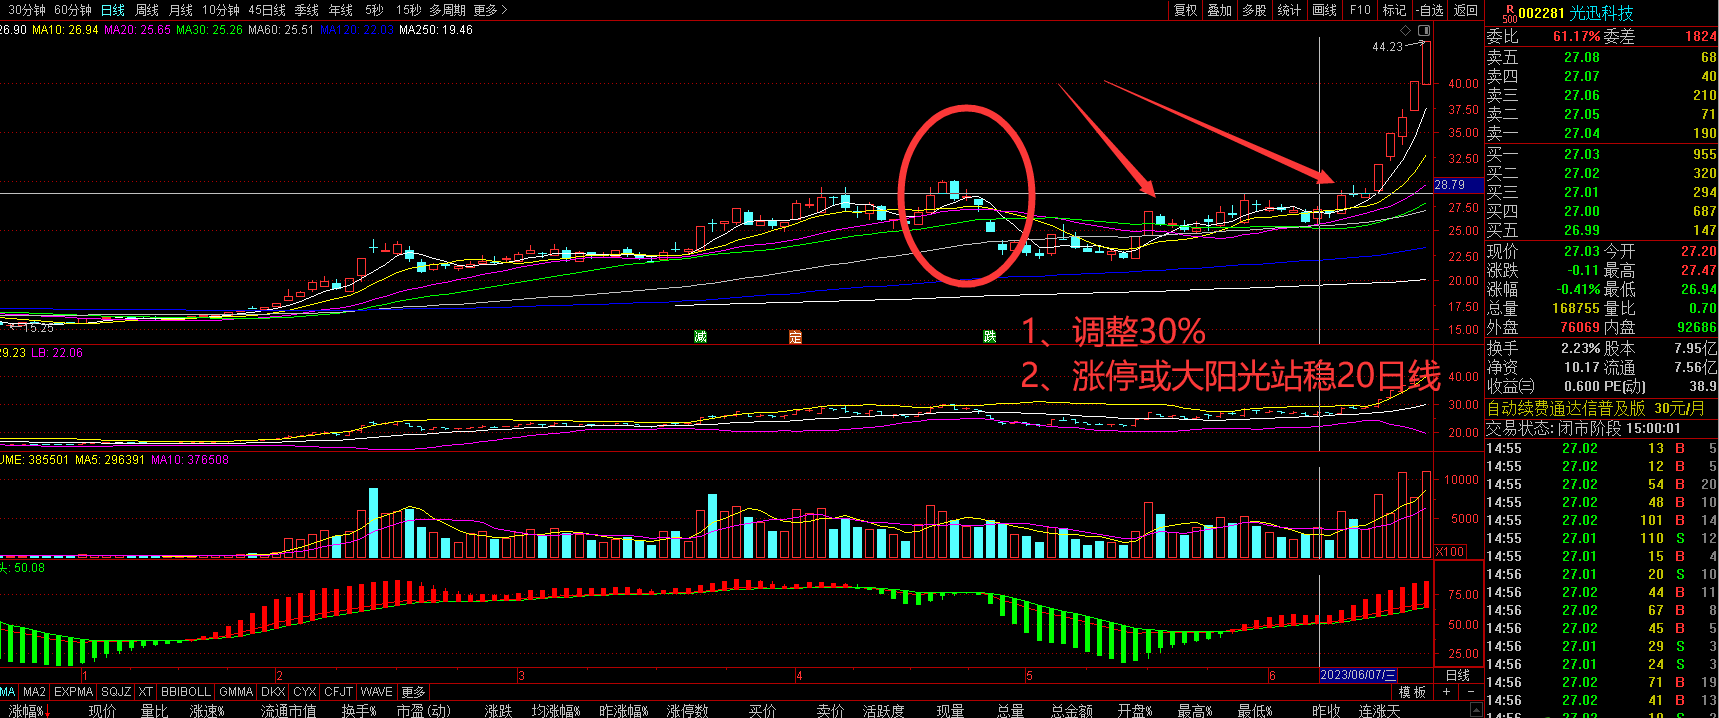 30分钟 60分钟 日线 周线 月线 10分钟 45日线 季线 年线 5秒 15秒 多周期 更多>
复权 叠加 多股 统计 画线 F10 标记 -自选 返回
R 500 002281 光迅科技
26.90 MA10: 26.94 MA20: 25.65 MA30: 25.26 MA60: 25.51 MA120: 22.03 MA250: 19.46
44.23
40.00
37.50
35.00
32.50
28.79
27.50
25.00
22.50
20.00
17.50
15.00
15.25
减 定 跌
1、调整30%
2、涨停或大阳光站稳20日线
29.23 LB: 22.06
40.00
30.00
20.00
UME: 385501 MA5: 296391 MA10: 376508
10000
5000
X100
头: 50.08
75.00
50.00
25.00
1 2 3 4 5 6 2023/06/07/三 日线
MA MA2 EXPMA SQJZ XT BBIBOLL GMMA DKX CYX CFJT WAVE 更多 模板 + -
涨幅%↓ 现价 量比 涨速% 流通市值 换手% 市盈(动) 涨跌 均涨幅% 昨涨幅% 涨停数 买价 卖价 活跃度 现量 总量 总金额 开盘% 最高% 最低% 昨收 连涨天
委比 61.17% 委差 1824
卖五 27.08 68
卖四 27.07 40
卖三 27.06 210
卖二 27.05 71
卖一 27.04 190
买一 27.03 955
买二 27.02 320
买三 27.01 294
买四 27.00 687
买五 26.99 147
现价 27.03 今开 27.20
涨跌 -0.11 最高 27.47
涨幅 -0.41% 最低 26.94
总量 168755 量比 0.70
外盘 76069 内盘 92686
换手 2.23% 股本 7.95亿
净资 10.17 流通 7.56亿
收益㊂ 0.600 PE(动) 38.9
自动续费通达信普及版 30元/月
交易状态: 闭市阶段 15:00:01
14:55 27.02 13 B 5
14:55 27.02 12 B 5
14:55 27.02 54 B 20
14:55 27.02 48 B 10
14:55 27.02 101 B 14
14:55 27.01 110 S 12
14:55 27.01 15 B 4
14:56 27.01 20 S 10
14:56 27.02 44 B 11
14:56 27.02 67 B 8
14:56 27.02 45 B 5
14:56 27.01 29 S 3
14:56 27.01 24 S 3
14:56 27.02 71 B 19
14:56 27.02 41 B 13